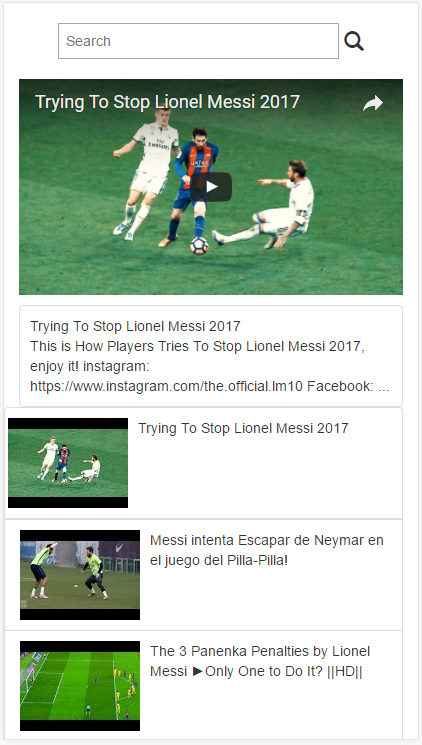 Search
Trying To Stop Lionel Messi 2017
Trying To Stop Lionel Messi 2017
This is How Players Tries To Stop Lionel Messi 2017,
enjoy it! instagram:
https://www.instagram.com/the.official.lm10 Facebook: ...
Trying To Stop Lionel Messi 2017
Messi intenta Escapar de Neymar en
el juego del Pilla-Pilla!
The 3 Panenka Penalties by Lionel
Messi ►Only One to Do It? ||HD||